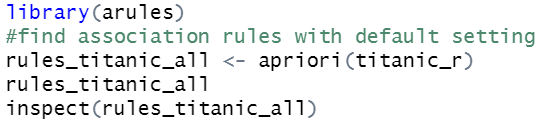 library(arules)
#find association rules with default setting
rules_titanic_all <- apriori(titanic_r)
rules_titanic_all
inspect(rules_titanic_all)